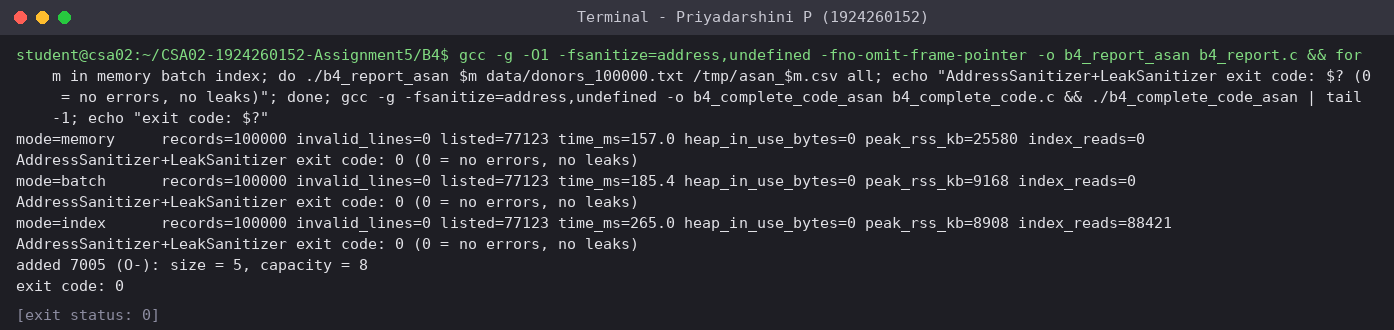 Terminal - Priyadarshini P (1924260152)
student@csa02:~/CSA02-1924260152-Assignment5/B4$ gcc -g -O1 -fsanitize=address,undefined -fno-omit-frame-pointer -o b4_report_asan b4_report.c && for
m in memory batch index; do ./b4_report_asan $m data/donors_100000.txt /tmp/asan_$m.csv all; echo "AddressSanitizer+LeakSanitizer exit code: $? (0
= no errors, no leaks)"; done; gcc -g -fsanitize=address,undefined -o b4_complete_code_asan b4_complete_code.c && ./b4_complete_code_asan | tail
-1; echo "exit code: $?"
mode=memory     records=100000 invalid_lines=0 listed=77123 time_ms=157.0 heap_in_use_bytes=0 peak_rss_kb=25580 index_reads=0
AddressSanitizer+LeakSanitizer exit code: 0 (0 = no errors, no leaks)
mode=batch      records=100000 invalid_lines=0 listed=77123 time_ms=185.4 heap_in_use_bytes=0 peak_rss_kb=9168 index_reads=0
AddressSanitizer+LeakSanitizer exit code: 0 (0 = no errors, no leaks)
mode=index      records=100000 invalid_lines=0 listed=77123 time_ms=265.0 heap_in_use_bytes=0 peak_rss_kb=8908 index_reads=88421
AddressSanitizer+LeakSanitizer exit code: 0 (0 = no errors, no leaks)
added 7005 (O-): size = 5, capacity = 8
exit code: 0
[exit status: 0]